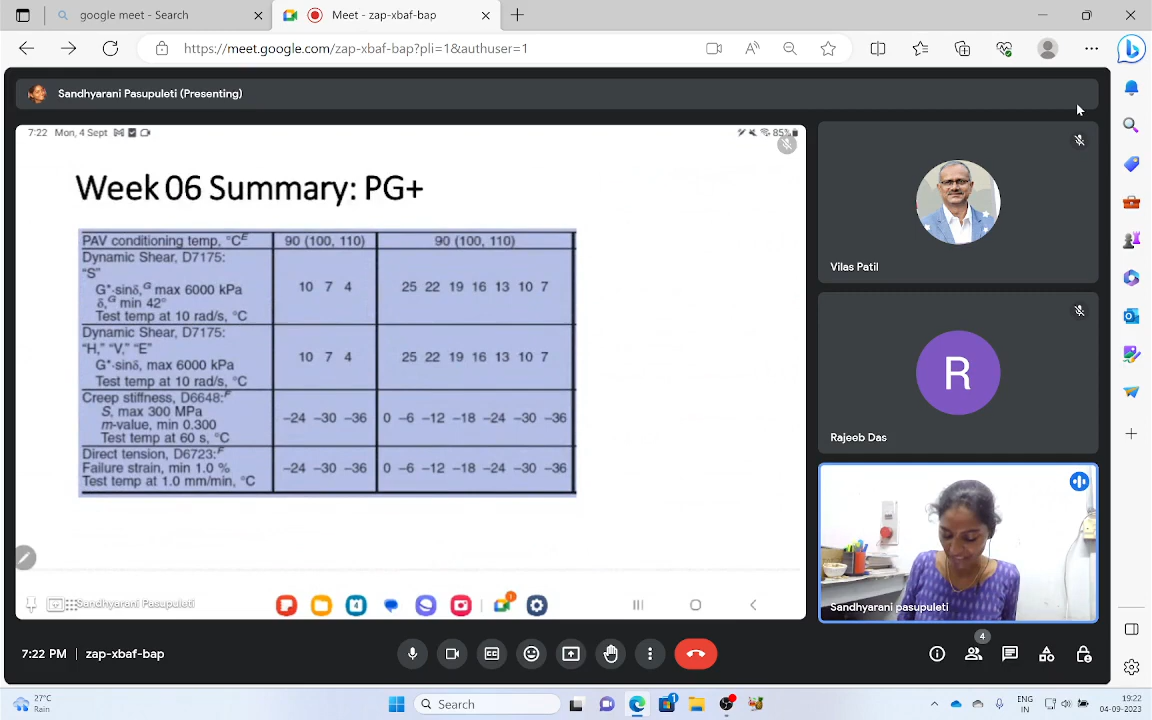 google meet - Search
Meet - zap-xbaf-bap
https://meet.google.com/zap-xbaf-bap?pli=1&authuser=1
Sandhyarani Pasupuleti (Presenting)
7:22 Mon, 4 Sept
85%
Week 06 Summary: PG+
PAV conditioning temp, °C^E 90 (100, 110) 90 (100, 110)
Dynamic Shear, D7175:
"S"
G*·sinδ,^G max 6000 kPa 10 7 4 25 22 19 16 13 10 7
δ,^G min 42°
Test temp at 10 rad/s, °C
Dynamic Shear, D7175:
"H," "V," "E" 10 7 4 25 22 19 16 13 10 7
G*·sinδ, max 6000 kPa
Test temp at 10 rad/s, °C
Creep stiffness, D6648:^F
S, max 300 MPa −24 −30 −36 0 −6 −12 −18 −24 −30 −36
m-value, min 0.300
Test temp at 60 s, °C
Direct tension, D6723:^F
Failure strain, min 1.0 % −24 −30 −36 0 −6 −12 −18 −24 −30 −36
Test temp at 1.0 mm/min, °C
Sandhyarani Pasupuleti
4
1
Vilas Patil
R
Rajeeb Das
Sandhyarani pasupuleti
7:22 PM | zap-xbaf-bap
4
27°C
Rain
Search
1
ENG
IN
19:22
04-09-2023